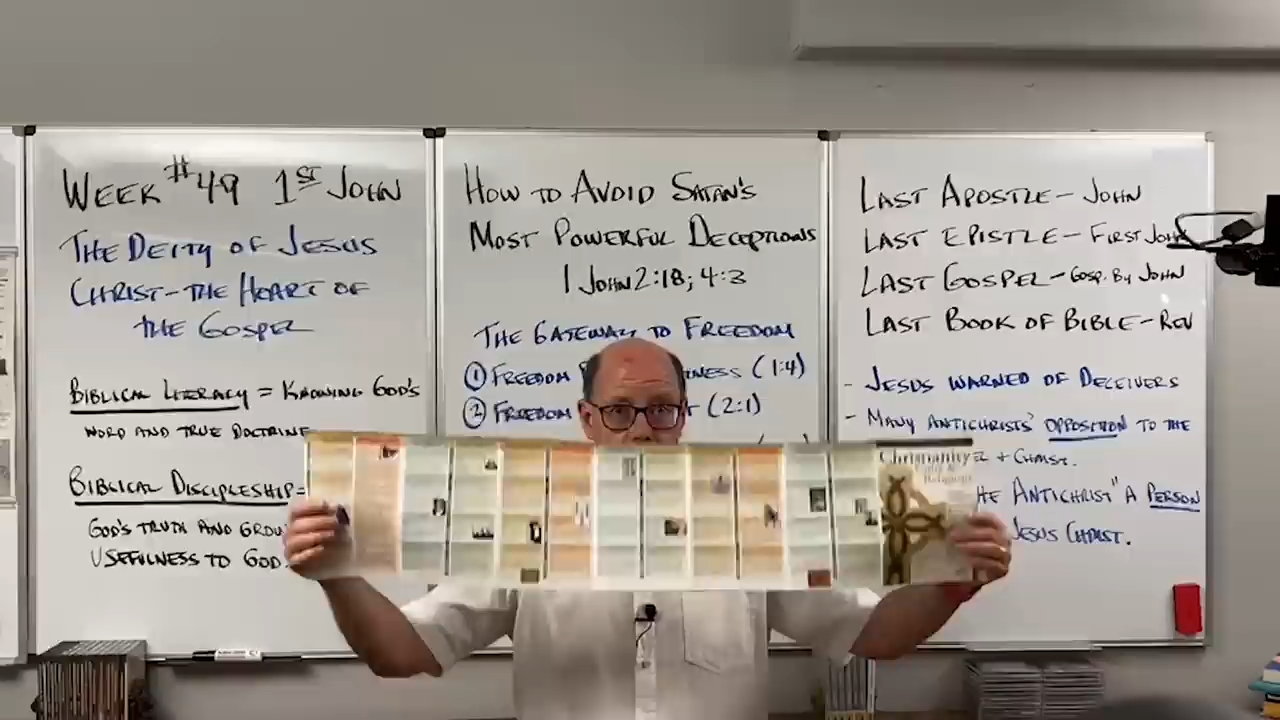 WEEK #49 1ST JOHN
THE DEITY OF JESUS
CHRIST-THE HEART OF
THE GOSPEL
BIBLICAL LITERACY = KNOWING GOD'S
WORD AND TRUE DOCTRINE
BIBLICAL DISCIPLESHIP=
GOD'S TRUTH AND
USEFULNESS TO GOD
HOW TO AVOID SATAN'S
MOST POWERFUL DECEPTIONS
1 JOHN 2:18; 4:3
THE GATEWAY TO FREEDOM
1 FREEDOM (1:4)
2 FREEDOM (2:1)
LAST APOSTLE-JOHN
LAST EPISTLE-FIRST JOHN
LAST GOSPEL-GOSP. BY JOHN
LAST BOOK OF BIBLE-REV
- JESUS WARNED OF DECEIVERS
- MANY ANTICHRISTS' OPPOSITION TO THE
+ CHRIST.
ANTICHRIST" A PERSON
JESUS CHRIST.
Christianity